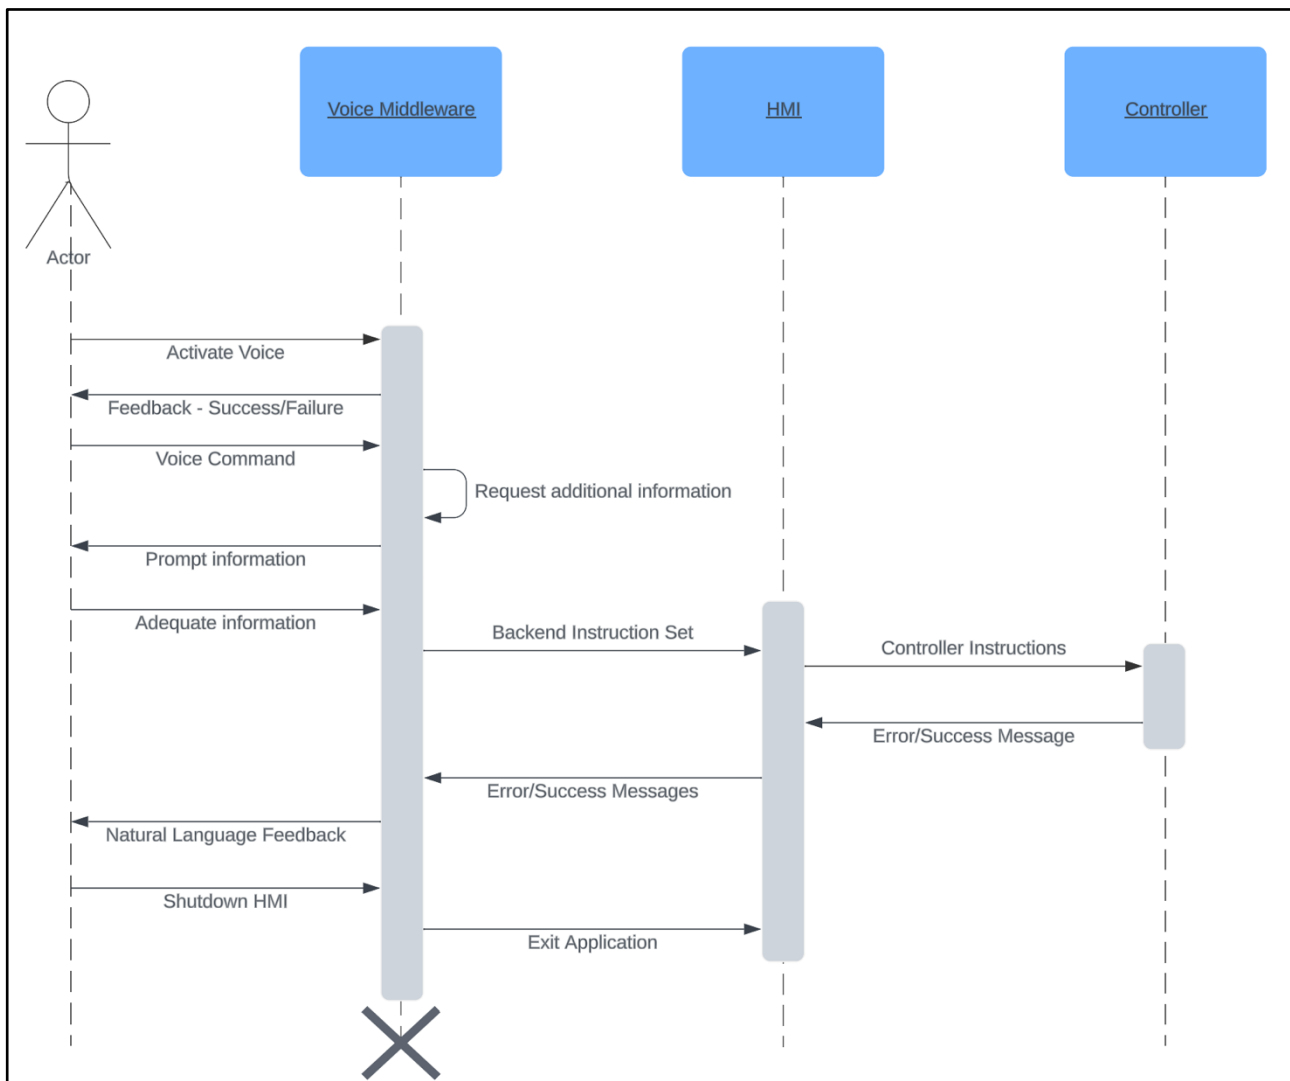 Voice Middleware
HMI
Controller
Actor
Activate Voice
Feedback - Success/Failure
Voice Command
Request additional information
Prompt information
Adequate information
Backend Instruction Set
Controller Instructions
Error/Success Message
Error/Success Messages
Natural Language Feedback
Shutdown HMI
Exit Application